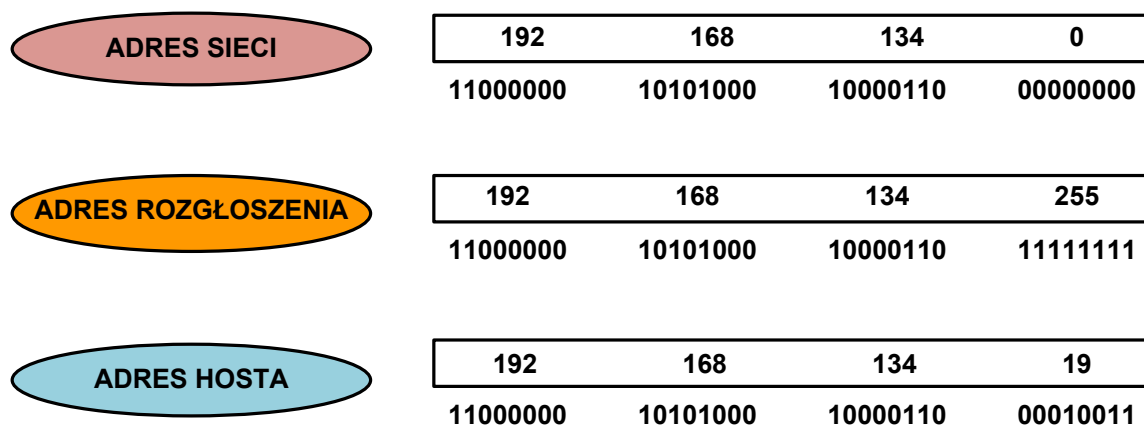 ADRES SIECI 192 168 134 0
11000000 10101000 10000110 00000000
ADRES ROZGŁOSZENIA 192 168 134 255
11000000 10101000 10000110 11111111
ADRES HOSTA 192 168 134 19
11000000 10101000 10000110 00010011